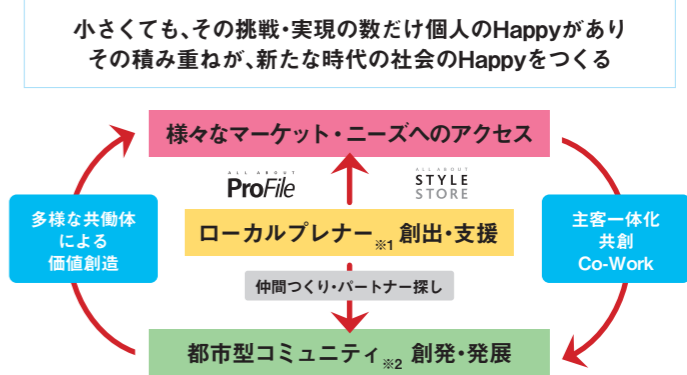 小さくても、その挑戦・実現の数だけ個人のHappyがあり
その積み重ねが、新たな時代の社会のHappyをつくる
様々なマーケット・ニーズへのアクセス
ALL ABOUT
ProFile
ALL ABOUT
STYLE
STORE
多様な共働体
による
価値創造
ローカルプレナー※1 創出・支援
主客一体化
共創
Co-Work
仲間つくり・パートナー探し
都市型コミュニティ※2 創発・発展